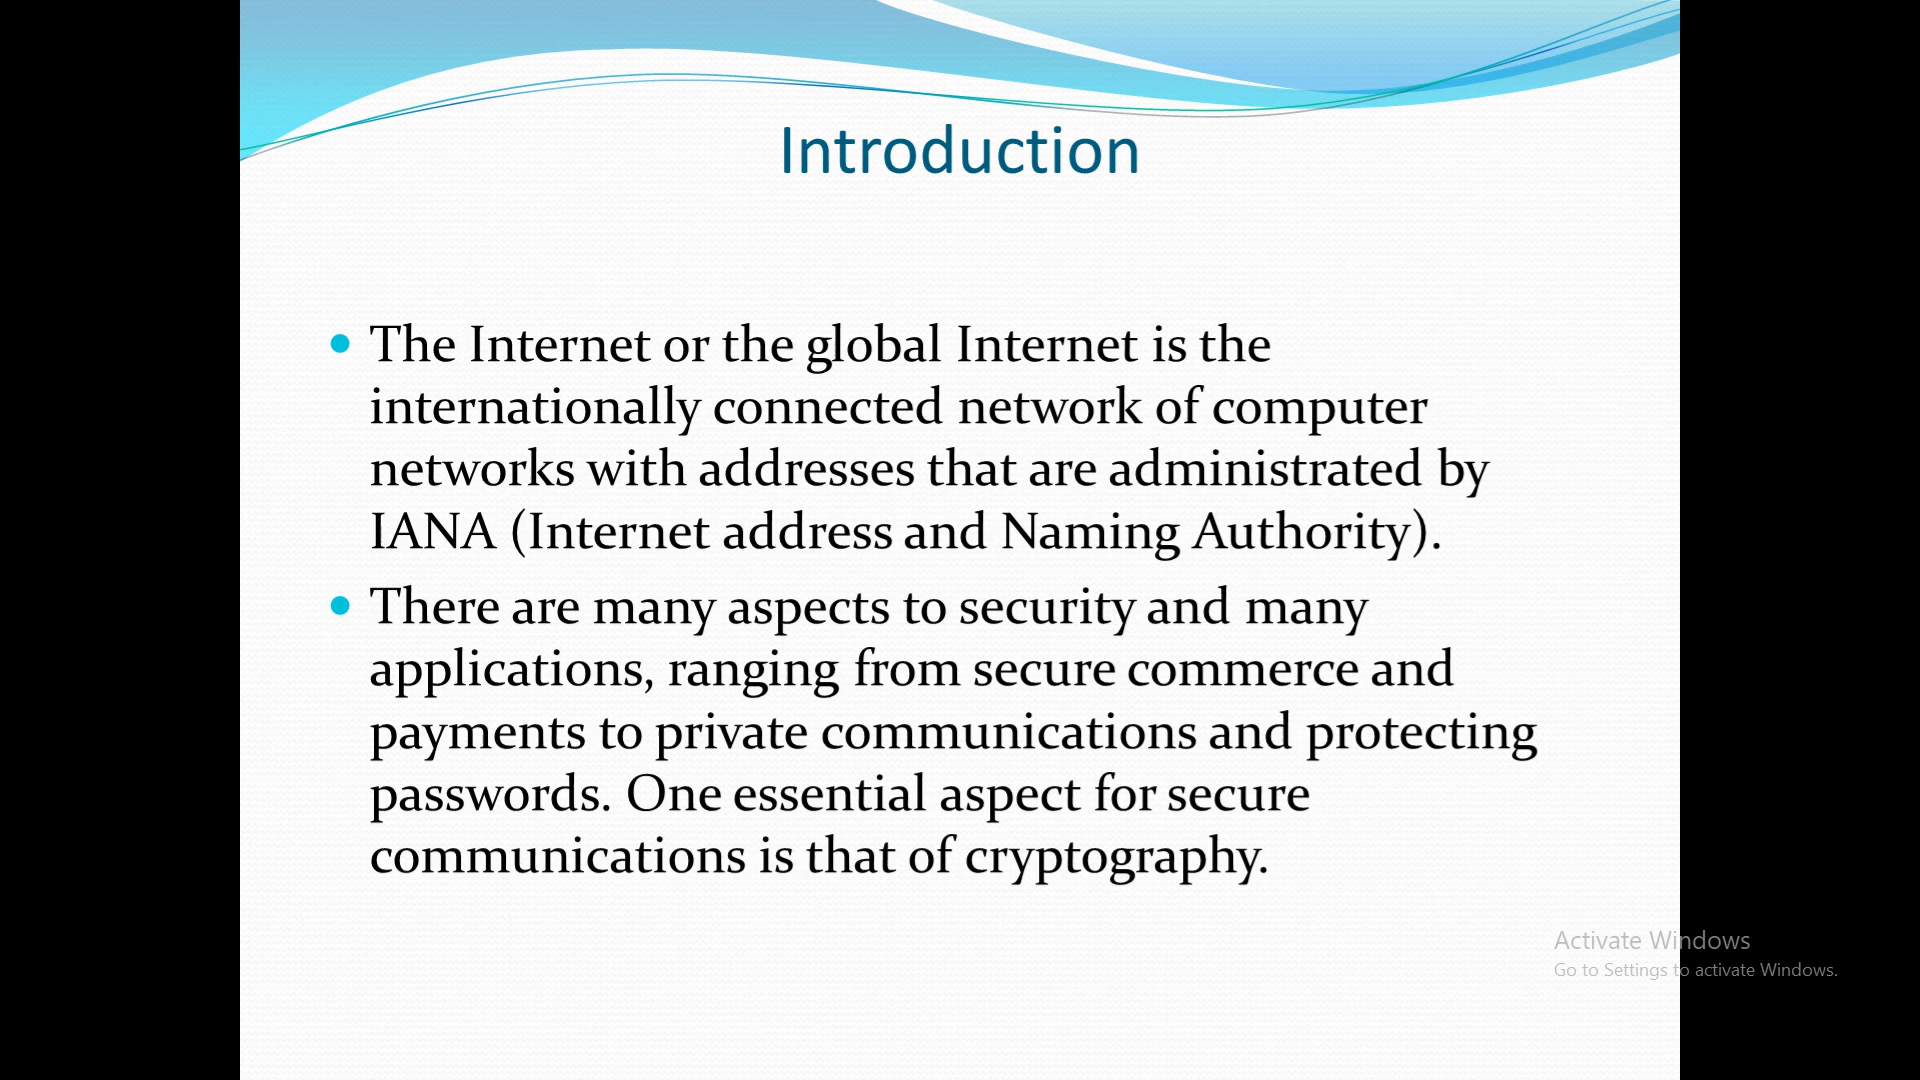 Introduction
The Internet or the global Internet is the
internationally connected network of computer
networks with addresses that are administrated by
IANA (Internet address and Naming Authority).
There are many aspects to security and many
applications, ranging from secure commerce and
payments to private communications and protecting
passwords. One essential aspect for secure
communications is that of cryptography.
Activate Windows
Go to Settings to activate Windows.